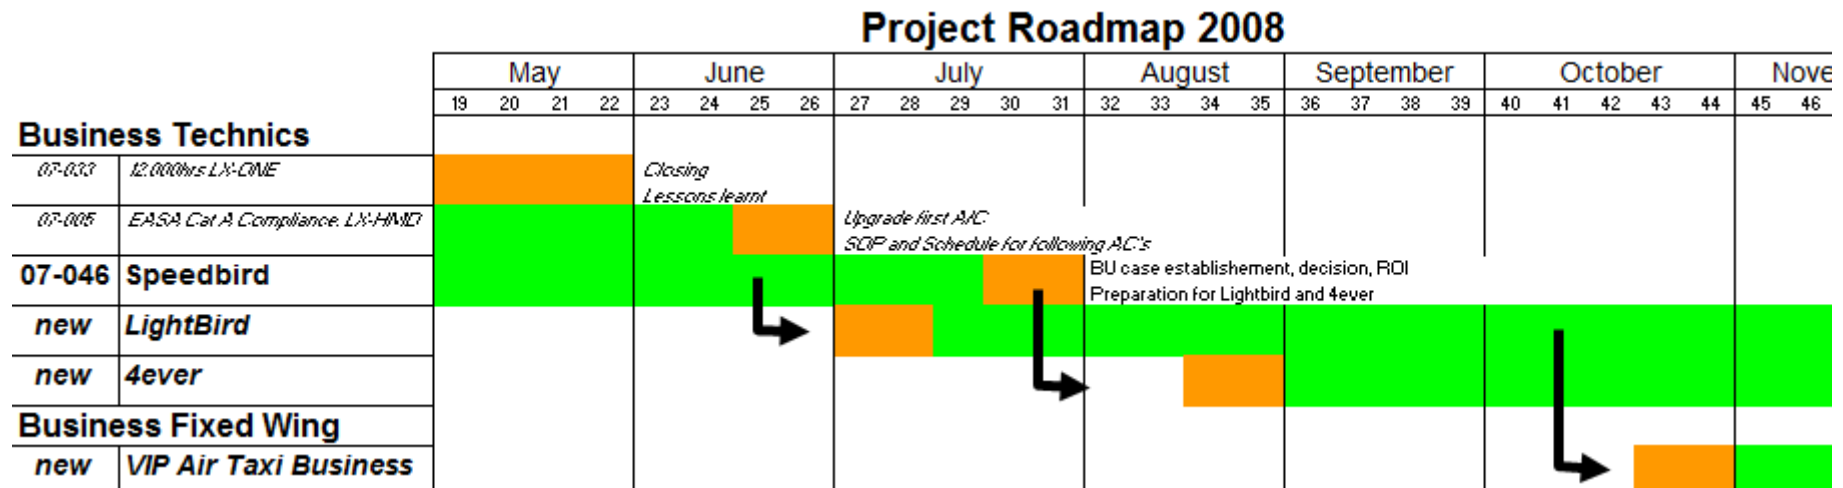 Project Roadmap 2008
May June July August September October Nove
19 20 21 22 23 24 25 26 27 28 29 30 31 32 33 34 35 36 37 38 39 40 41 42 43 44 45 46
Business Technics
07-033 12.000hrs LX-ONE Closing
Lessons learnt
07-005 EASA Cat A Compliance. LX-HMD Upgrade first A/C
SOP and Schedule for following AC's
07-046 Speedbird BU case establishement, decision, ROI
Preparation for Lightbird and 4ever
new LightBird
new 4ever
Business Fixed Wing
new VIP Air Taxi Business